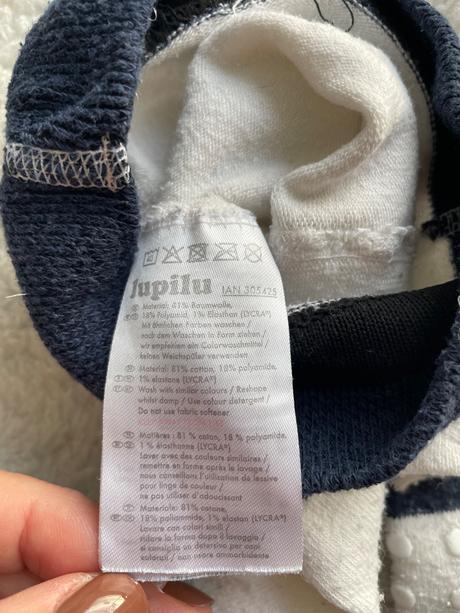 lupilu IAN 305425
Material: 81% Baumwolle,
18% Polyamid, 1% Elasthan (LYCRA®)
Mit ähnlichen Farben waschen /
nach dem Waschen in Form ziehen /
wir empfehlen ein Colorwaschmittel /
keinen Weichspüler verwenden
Material: 81% cotton, 18% polyamide,
1% elastane (LYCRA®)
Wash with similar colours / Reshape
whilst damp / Use colour detergent /
Do not use fabric softener
Matières: 81 % coton, 18 % polyamide,
1 % élasthanne (LYCRA®)
Laver avec des couleurs similaires /
remettre en forme après le lavage /
nous conseillons l'utilisation de lessive
pour linge de couleur /
ne pas utiliser d'adoucissant
Materiale: 81% cotone,
18% poliammide, 1% elastan (LYCRA®)
Lavare con colori simili /
ridare la forma dopo il lavaggio /
si consiglia un detersivo per capi
colorati / non usare ammorbidente